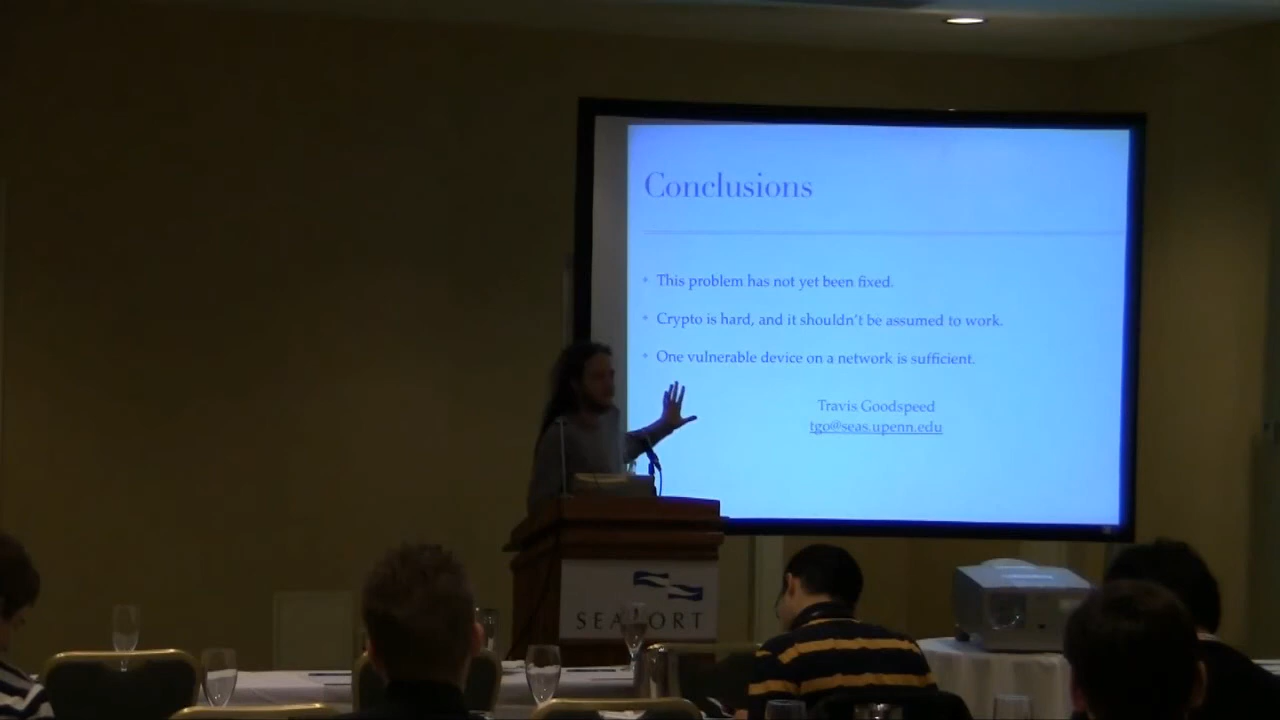 Conclusions
This problem has not yet been fixed.
Crypto is hard, and it shouldn't be assumed to work.
One vulnerable device on a network is sufficient.
Travis Goodspeed
tgo@seas.upenn.edu
SEAPORT